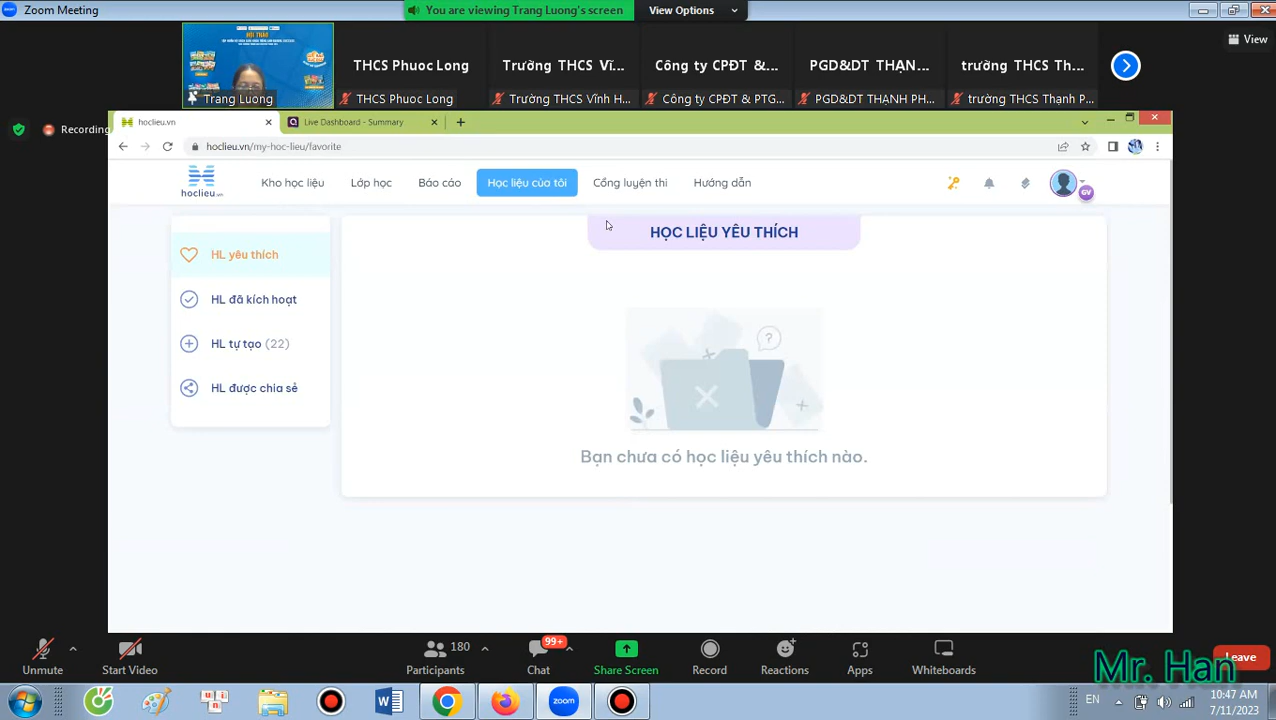 Zoom Meeting
You are viewing Trang Luong's screen
View Options
View
HỘI THẢO
Trang Luong
THCS Phuoc Long
THCS Phuoc Long
Trường THCS Vĩ...
Trường THCS Vĩnh H...
Công ty CPĐT &...
Công ty CPĐT & PTG...
PGD&DT THẠN...
PGD&DT THẠNH PH...
trường THCS Th...
trường THCS Thạnh P...
Recording
hoclieu.vn
Live Dashboard - Summary
hoclieu.vn/my-hoc-lieu/favorite
hoclieu.vn
Kho học liệu
Lớp học
Báo cáo
Học liệu của tôi
Cổng luyện thi
Hướng dẫn
GV
HL yêu thích
HL đã kích hoạt
HL tự tạo (22)
HL được chia sẻ
HỌC LIỆU YÊU THÍCH
Bạn chưa có học liệu yêu thích nào.
Unmute
Start Video
180
Participants
99+
Chat
Share Screen
Record
Reactions
Apps
Whiteboards
Leave
Mr. Han
EN
10:47 AM
7/11/2023